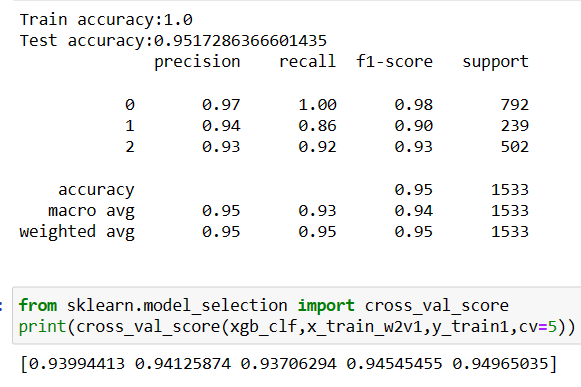 Train accuracy:1.0
Test accuracy:0.9517286366601435
precision recall f1-score support
0 0.97 1.00 0.98 792
1 0.94 0.86 0.90 239
2 0.93 0.92 0.93 502
accuracy 0.95 1533
macro avg 0.95 0.93 0.94 1533
weighted avg 0.95 0.95 0.95 1533
: from sklearn.model_selection import cross_val_score
print(cross_val_score(xgb_clf,x_train_w2v1,y_train1,cv=5))
[0.93994413 0.94125874 0.93706294 0.94545455 0.94965035]